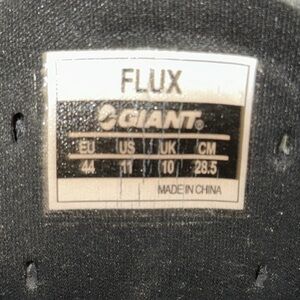 FLUX
GIANT®
EU US UK CM
44 11 10 28.5
MADE IN CHINA